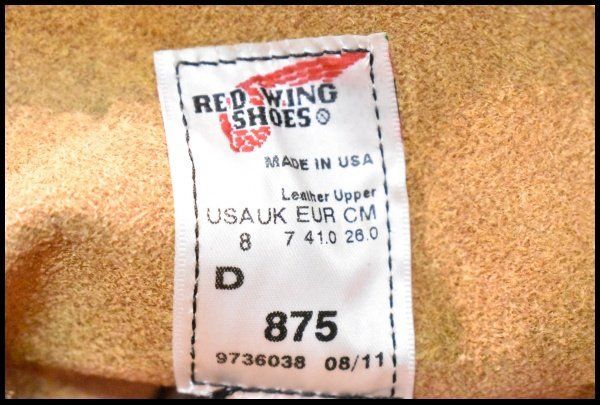 RED WING
SHOES®
MADE IN USA
Leather Upper
USA UK EUR CM
8 7 41.0 26.0
D
875
9736038 08/11